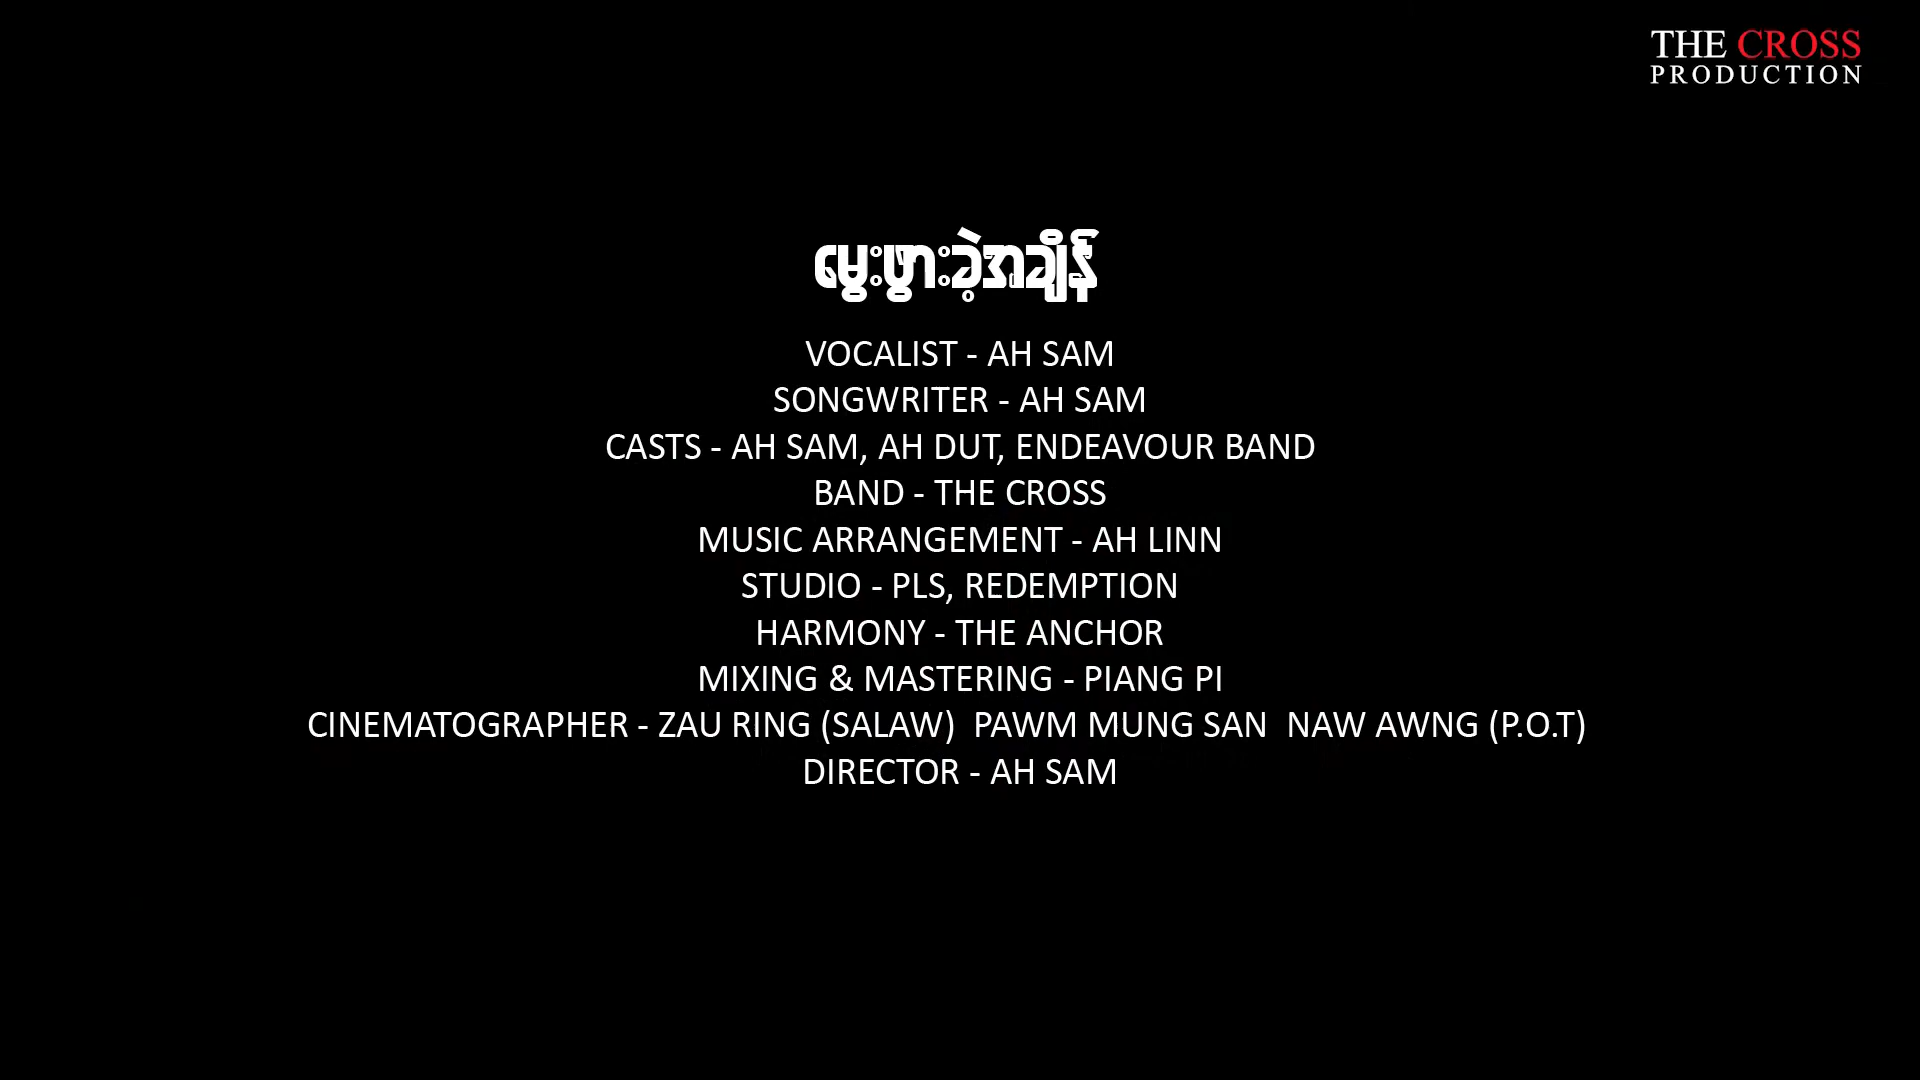 THE CROSS
PRODUCTION
မွေးဖွားခဲ့အချိန်
VOCALIST - AH SAM
SONGWRITER - AH SAM
CASTS - AH SAM, AH DUT, ENDEAVOUR BAND
BAND - THE CROSS
MUSIC ARRANGEMENT - AH LINN
STUDIO - PLS, REDEMPTION
HARMONY - THE ANCHOR
MIXING & MASTERING - PIANG PI
CINEMATOGRAPHER - ZAU RING (SALAW)  PAWM MUNG SAN  NAW AWNG (P.O.T)
DIRECTOR - AH SAM